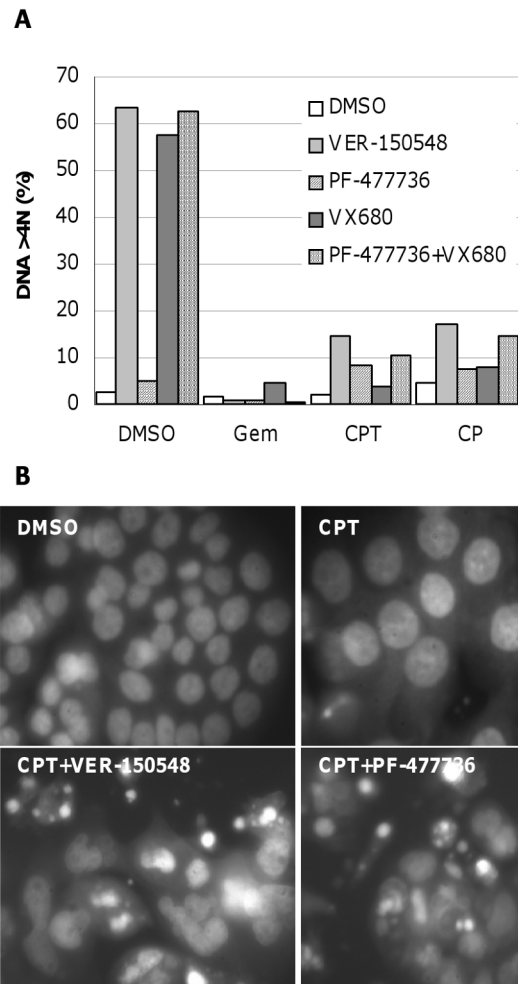 A
70
60
50
40
30
20
10
0
DNA >4N (%)
DMSO
VER-150548
PF-477736
VX680
PF-477736+VX680
DMSO
Gem
CPT
CP
B
DMSO
CPT
CPT+VER-150548
CPT+PF-477736